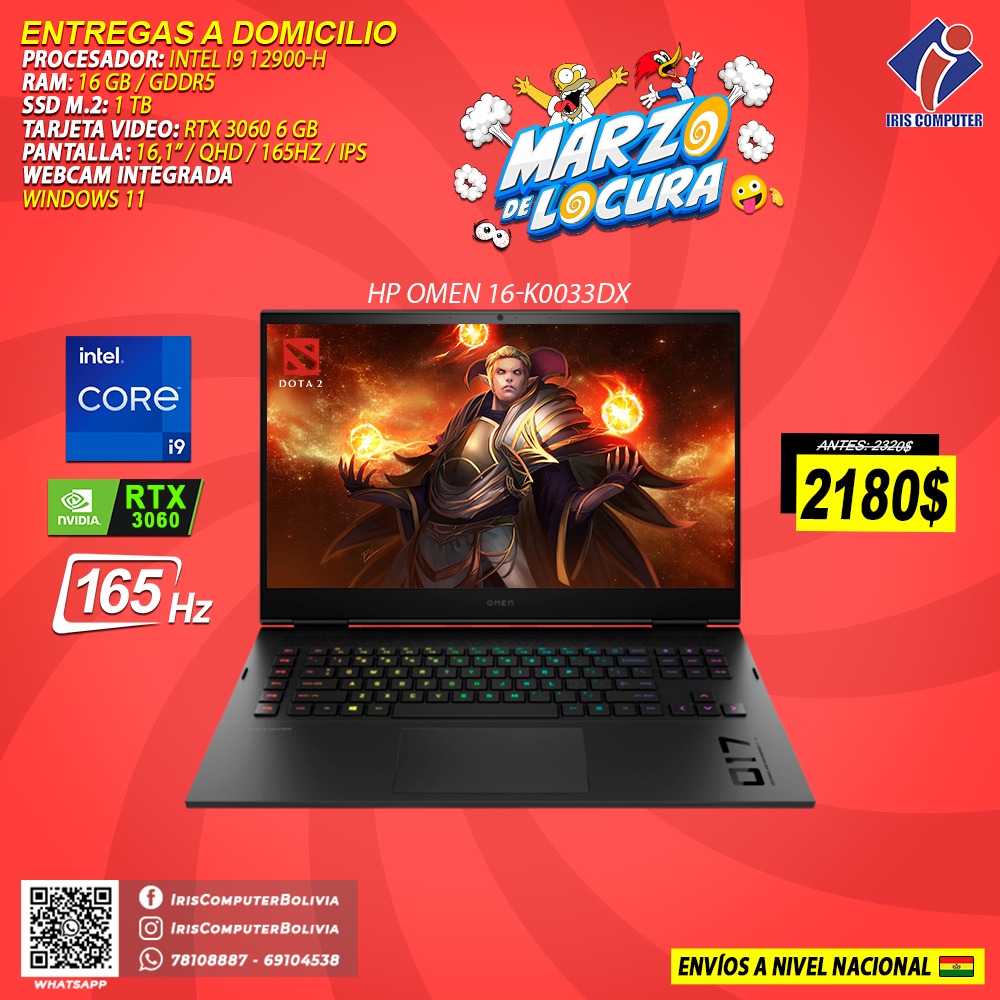 ENTREGAS A DOMICILIO
PROCESADOR: INTEL I9 12900-H
RAM: 16 GB / GDDR5
SSD M.2: 1 TB
TARJETA VIDEO: RTX 3060 6 GB
PANTALLA: 16,1” / QHD / 165HZ / IPS
WEBCAM INTEGRADA
WINDOWS 11
MARZO
DE LOCURA
IRIS COMPUTER
HP OMEN 16-K0033DX
DOTA 2
intel.
CORE
i9
NVIDIA.
RTX
3060
165 Hz
ANTES: 2320$
2180$
OMEN
017
IRISCOMPUTERBOLIVIA
IRISCOMPUTERBOLIVIA
78108887 - 69104538
WHATSAPP
ENVÍOS A NIVEL NACIONAL